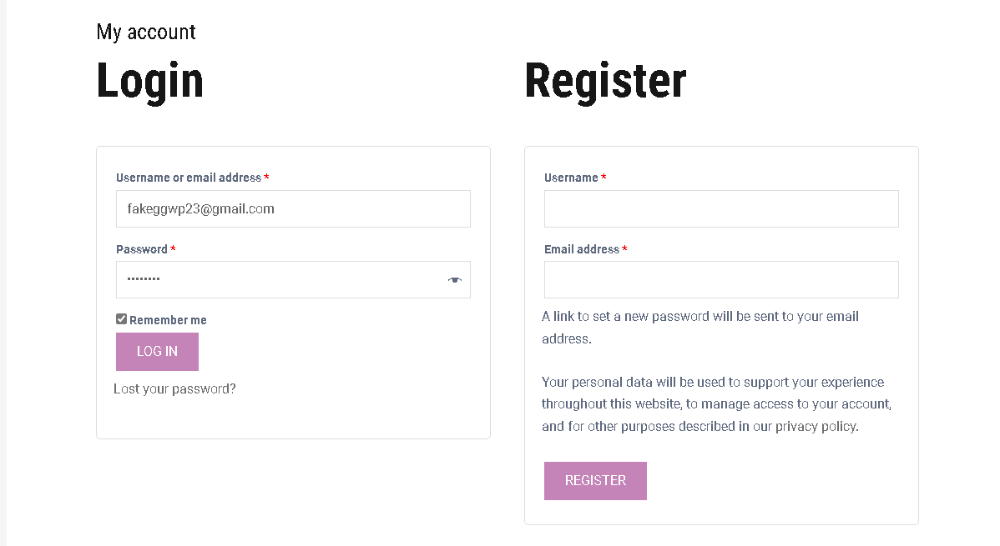 My account
Login
Username or email address *
fakeggwp23@gmail.com
Password *
••••••••
Remember me
LOG IN
Lost your password?
Register
Username *
Email address *
A link to set a new password will be sent to your email
address.
Your personal data will be used to support your experience
throughout this website, to manage access to your account,
and for other purposes described in our privacy policy.
REGISTER